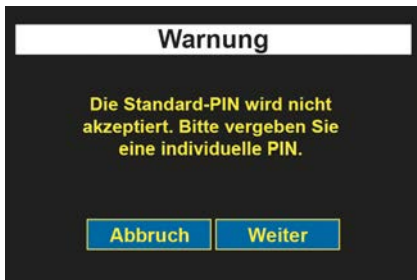 Warnung
Die Standard-PIN wird nicht
akzeptiert. Bitte vergeben Sie
eine individuelle PIN.
Abbruch Weiter